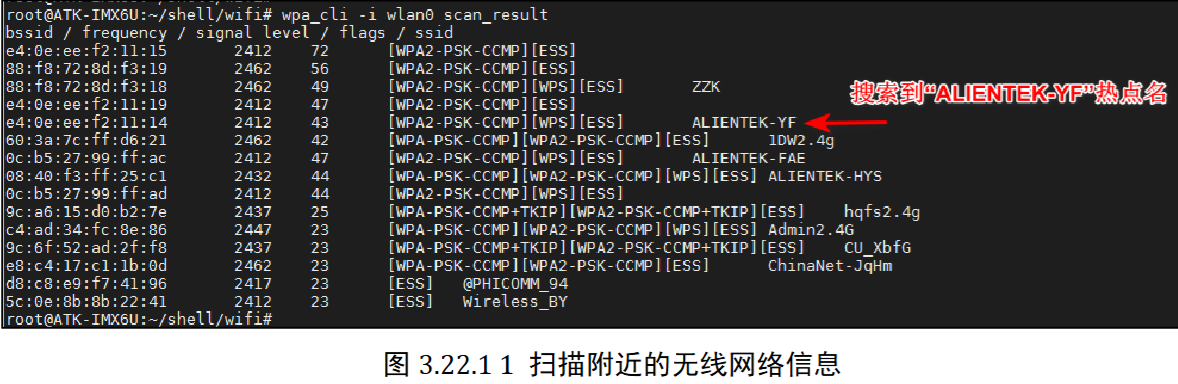 root@ATK-IMX6U:~/shell/wifi# wpa_cli -i wlan0 scan_result
bssid / frequency / signal level / flags / ssid
e4:0e:ee:f2:11:15 2412 72 [WPA2-PSK-CCMP][ESS]
88:f8:72:8d:f3:19 2462 56 [WPA2-PSK-CCMP][ESS]
88:f8:72:8d:f3:18 2462 49 [WPA2-PSK-CCMP][WPS][ESS] ZZK
e4:0e:ee:f2:11:19 2412 47 [WPA2-PSK-CCMP][ESS]
搜索到“ALIENTEK-YF”热点名
e4:0e:ee:f2:11:14 2412 43 [WPA2-PSK-CCMP][WPS][ESS] ALIENTEK-YF
60:3a:7c:ff:d6:21 2462 42 [WPA-PSK-CCMP][WPA2-PSK-CCMP][ESS] 1DW2.4g
0c:b5:27:99:ff:ac 2412 47 [WPA2-PSK-CCMP][WPS][ESS] ALIENTEK-FAE
08:40:f3:ff:25:c1 2432 44 [WPA-PSK-CCMP][WPA2-PSK-CCMP][WPS][ESS] ALIENTEK-HYS
0c:b5:27:99:ff:ad 2412 44 [WPA2-PSK-CCMP][WPS][ESS]
9c:a6:15:d0:b2:7e 2437 25 [WPA-PSK-CCMP+TKIP][WPA2-PSK-CCMP+TKIP][ESS] hqfs2.4g
c4:ad:34:fc:8e:86 2447 23 [WPA-PSK-CCMP][WPA2-PSK-CCMP][WPS][ESS] Admin2.4G
9c:6f:52:ad:2f:f8 2437 23 [WPA-PSK-CCMP+TKIP][WPA2-PSK-CCMP+TKIP][ESS] CU_XbfG
e8:c4:17:c1:1b:0d 2462 23 [WPA-PSK-CCMP][WPA2-PSK-CCMP][ESS] ChinaNet-JqHm
d8:c8:e9:f7:41:96 2417 23 [ESS] @PHICOMM_94
5c:0e:8b:8b:22:41 2412 23 [ESS] Wireless_BY
root@ATK-IMX6U:~/shell/wifi#
图 3.22.1 1 扫描附近的无线网络信息